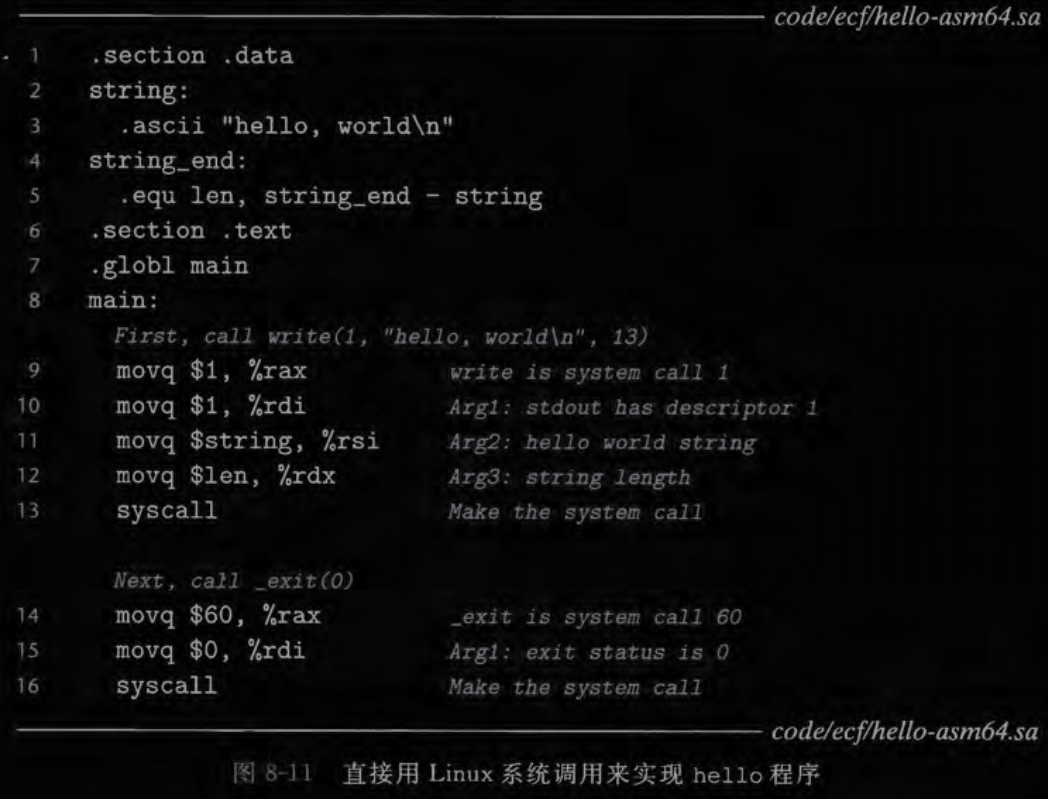 code/ecf/hello-asm64.sa
1 .section .data
2 string:
3 .ascii "hello, world\n"
4 string_end:
5 .equ len, string_end - string
6 .section .text
7 .globl main
8 main:
First, call write(1, "hello, world\n", 13)
9 movq $1, %rax write is system call 1
10 movq $1, %rdi Arg1: stdout has descriptor 1
11 movq $string, %rsi Arg2: hello world string
12 movq $len, %rdx Arg3: string length
13 syscall Make the system call
Next, call _exit(0)
14 movq $60, %rax _exit is system call 60
15 movq $0, %rdi Arg1: exit status is 0
16 syscall Make the system call
code/ecf/hello-asm64.sa
图 8-11 直接用 Linux 系统调用来实现 hello 程序